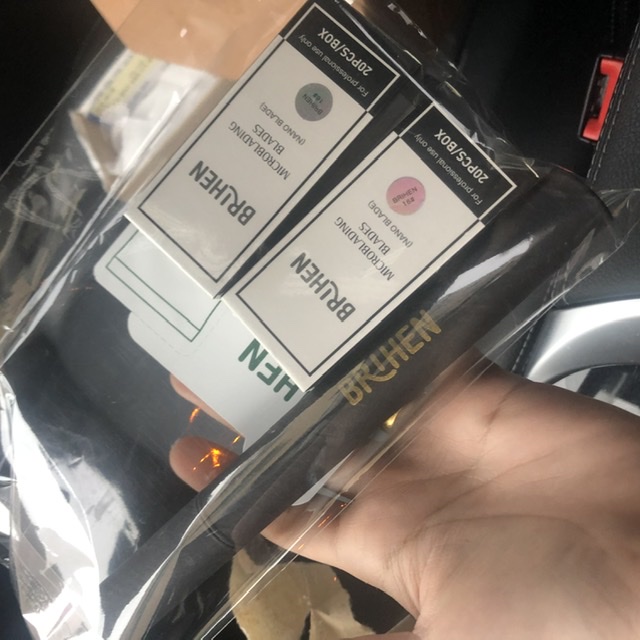 20PCS/BOX
For professional use only
MICROBLADING
BLADES
(NANO BLADE)
BRUHEN
20PCS/BOX
For professional use only
MICROBLADING
BLADES
(NANO BLADE)
BRUHEN
HEN
BRUHEN